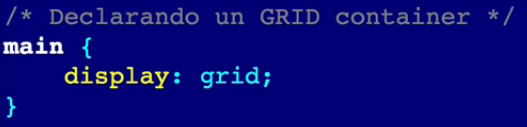 /* Declarando un GRID container */
main {
    display: grid;
}